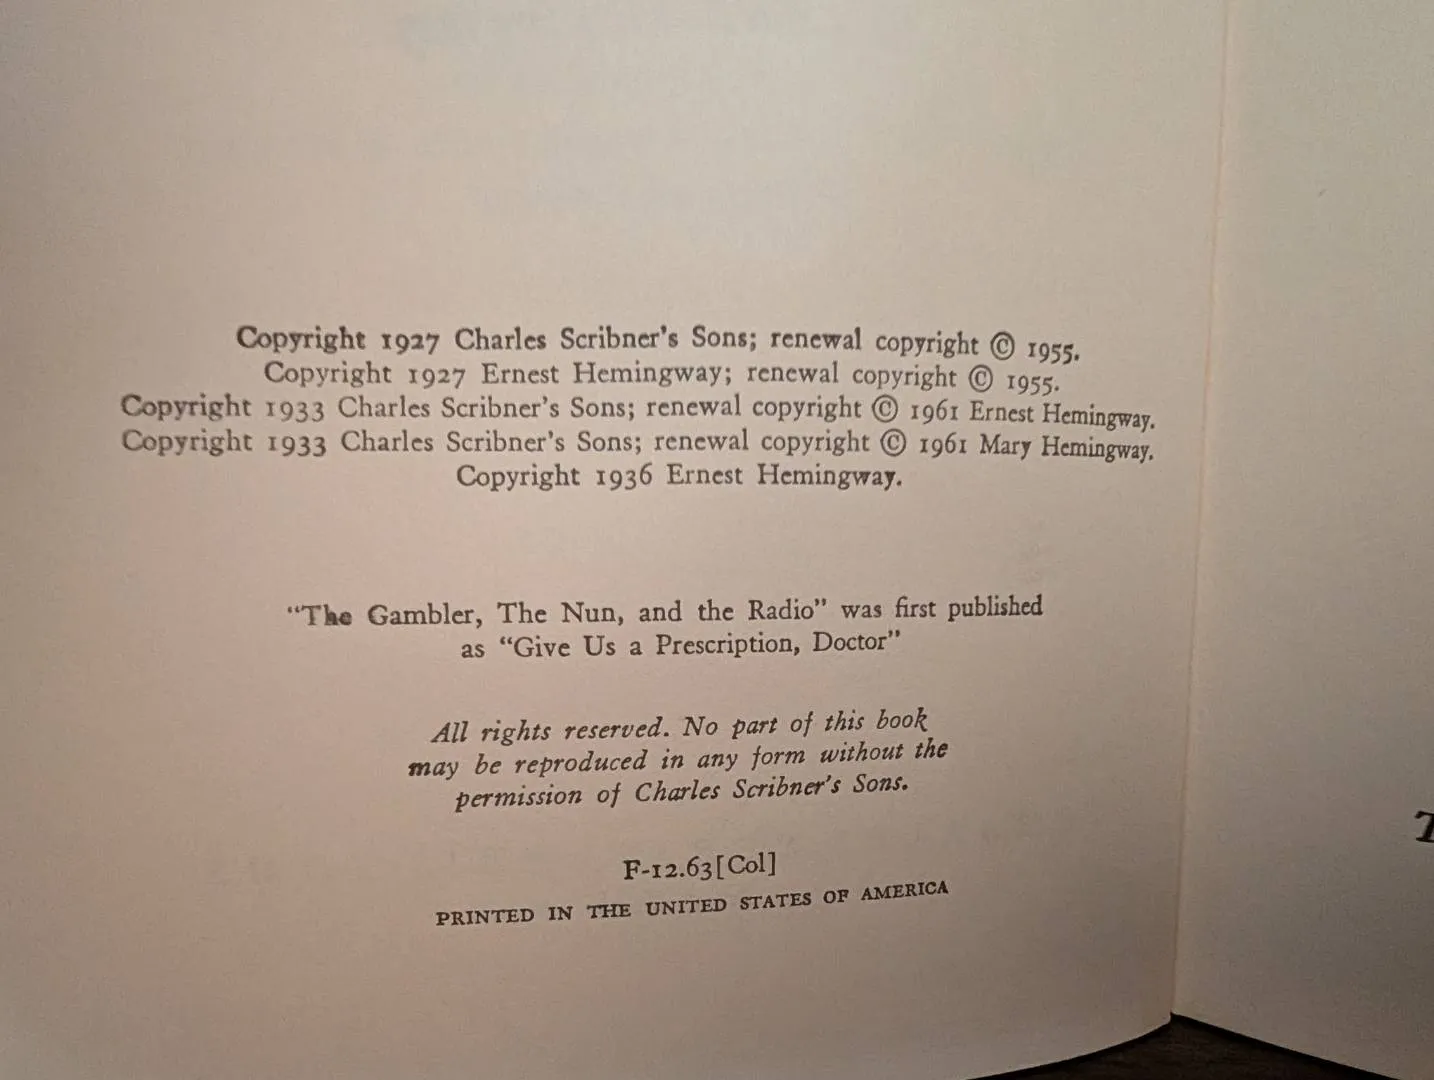 Copyright 1927 Charles Scribner's Sons; renewal copyright © 1955.
Copyright 1927 Ernest Hemingway; renewal copyright © 1955.
Copyright 1933 Charles Scribner's Sons; renewal copyright © 1961 Ernest Hemingway.
Copyright 1933 Charles Scribner's Sons; renewal copyright © 1961 Mary Hemingway.
Copyright 1936 Ernest Hemingway.
"The Gambler, The Nun, and the Radio" was first published
as "Give Us a Prescription, Doctor"
All rights reserved. No part of this book
may be reproduced in any form without the
permission of Charles Scribner's Sons.
F-12.63[Col]
PRINTED IN THE UNITED STATES OF AMERICA